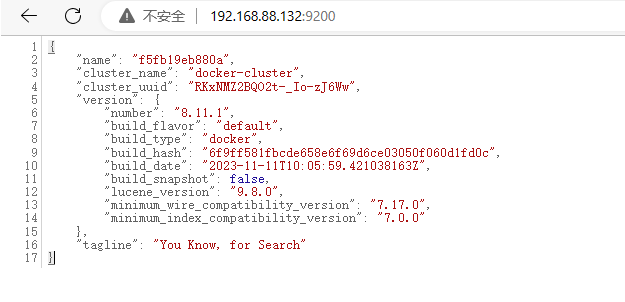 不安全 192.168.88.132:9200
1 {
2 "name": "f5fb19eb880a",
3 "cluster_name": "docker-cluster",
4 "cluster_uuid": "RKxNMZ2BQO2t-_Io-zJ6Ww",
5 "version": {
6 "number": "8.11.1",
7 "build_flavor": "default",
8 "build_type": "docker",
9 "build_hash": "6f9ff581fbcde658e6f69d6ce03050f060d1fd0c",
10 "build_date": "2023-11-11T10:05:59.421038163Z",
11 "build_snapshot": false,
12 "lucene_version": "9.8.0",
13 "minimum_wire_compatibility_version": "7.17.0",
14 "minimum_index_compatibility_version": "7.0.0"
15 },
16 "tagline": "You Know, for Search"
17 }